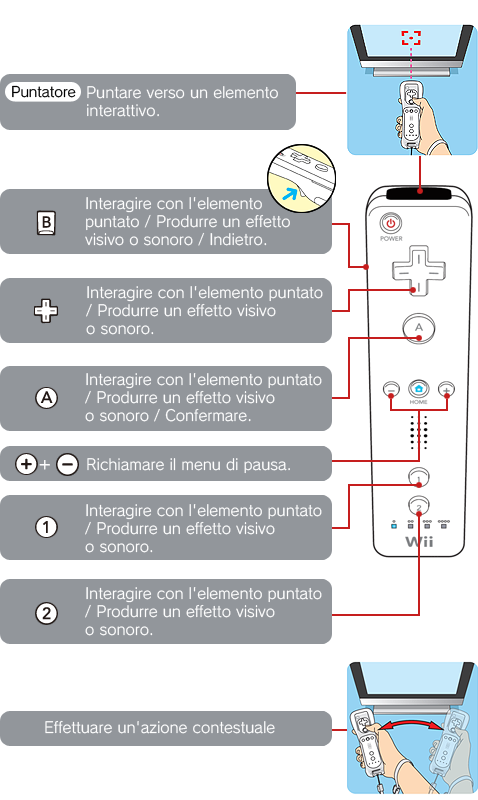 Puntatore Puntare verso un elemento
interattivo.
B
Interagire con l'elemento
puntato / Produrre un effetto
visivo o sonoro / Indietro.
POWER
Interagire con l'elemento puntato
/ Produrre un effetto visivo
o sonoro.
A
Interagire con l'elemento puntato
/ Produrre un effetto visivo
o sonoro / Confermare.
A
HOME
+ + − Richiamare il menu di pausa.
1
Interagire con l'elemento puntato
/ Produrre un effetto visivo
o sonoro.
1
2
Wii
2
Interagire con l'elemento puntato
/ Produrre un effetto visivo
o sonoro.
Effettuare un'azione contestuale